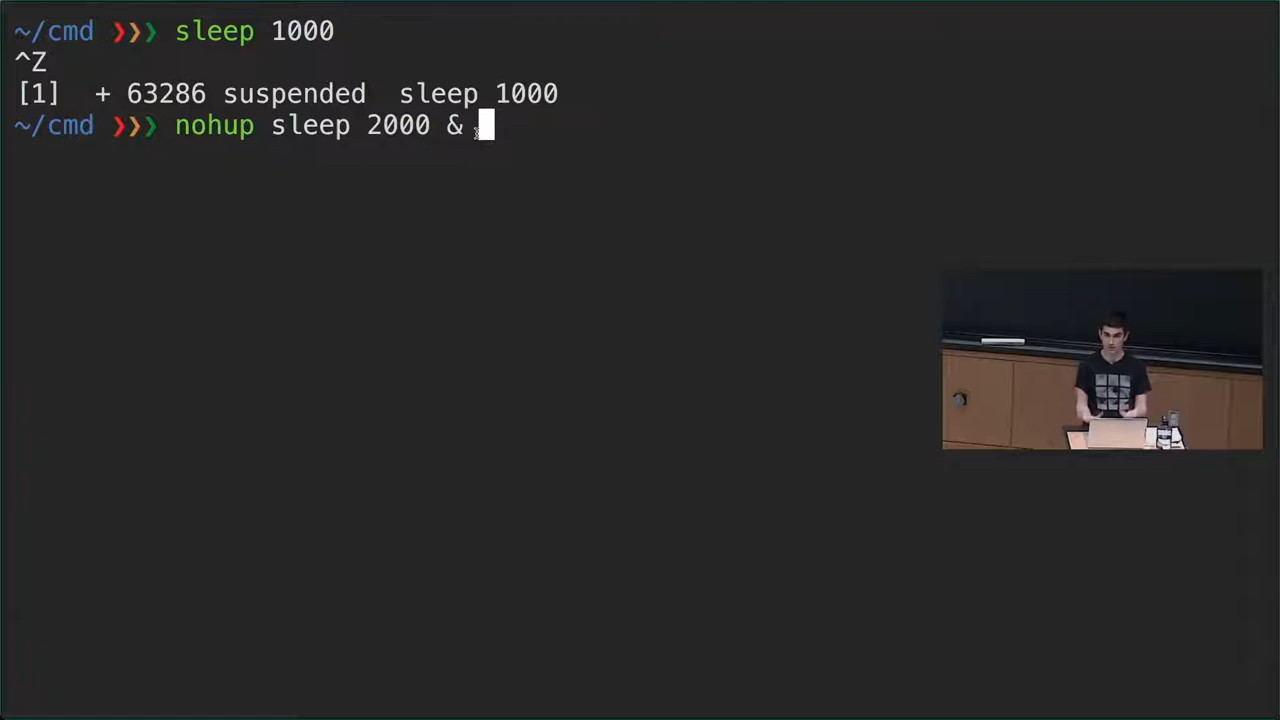 ~/cmd ❯❯❯ sleep 1000
^Z
[1]  + 63286 suspended  sleep 1000
~/cmd ❯❯❯ nohup sleep 2000 &